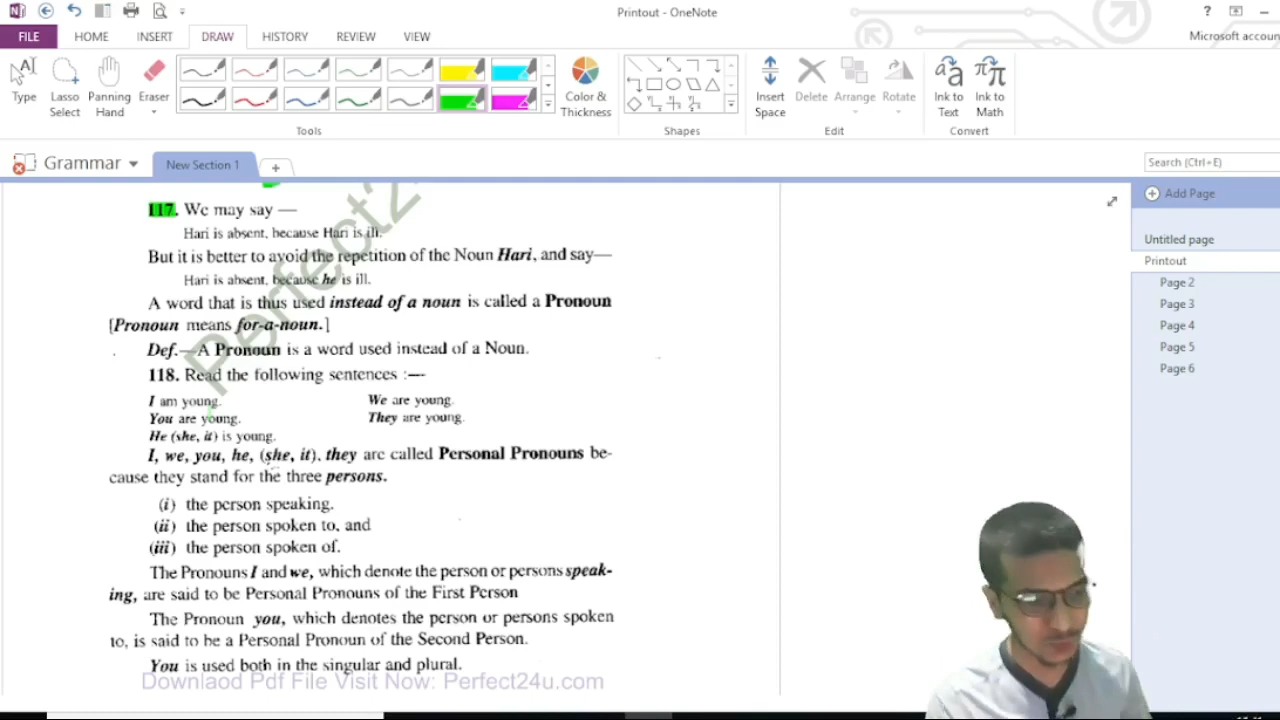 Printout - OneNote
?
FILE
HOME
INSERT
DRAW
HISTORY
REVIEW
VIEW
Microsoft accoun
Type
Lasso Select
Panning Hand
Eraser
Color & Thickness
Insert Space
Delete
Arrange
Rotate
Ink to Text
Ink to Math
Tools
Shapes
Edit
Convert
Grammar
New Section 1
+
Search (Ctrl+E)
Add Page
Untitled page
Printout
Page 2
Page 3
Page 4
Page 5
Page 6
Perfect2
117. We may say —
Hari is absent, because Hari is ill.
But it is better to avoid the repetition of the Noun Hari, and say—
Hari is absent, because he is ill.
A word that is thus used instead of a noun is called a Pronoun
[Pronoun means for-a-noun.]
Def.—A Pronoun is a word used instead of a Noun.
118. Read the following sentences :—
I am young. We are young.
You are young. They are young.
He (she, it) is young.
I, we, you, he, (she, it), they are called Personal Pronouns be-
cause they stand for the three persons.
(i) the person speaking.
(ii) the person spoken to, and
(iii) the person spoken of.
The Pronouns I and we, which denote the person or persons speak-
ing, are said to be Personal Pronouns of the First Person
The Pronoun you, which denotes the person or persons spoken
to, is said to be a Personal Pronoun of the Second Person.
You is used both in the singular and plural.
Downlaod Pdf File Visit Now: Perfect24u.com